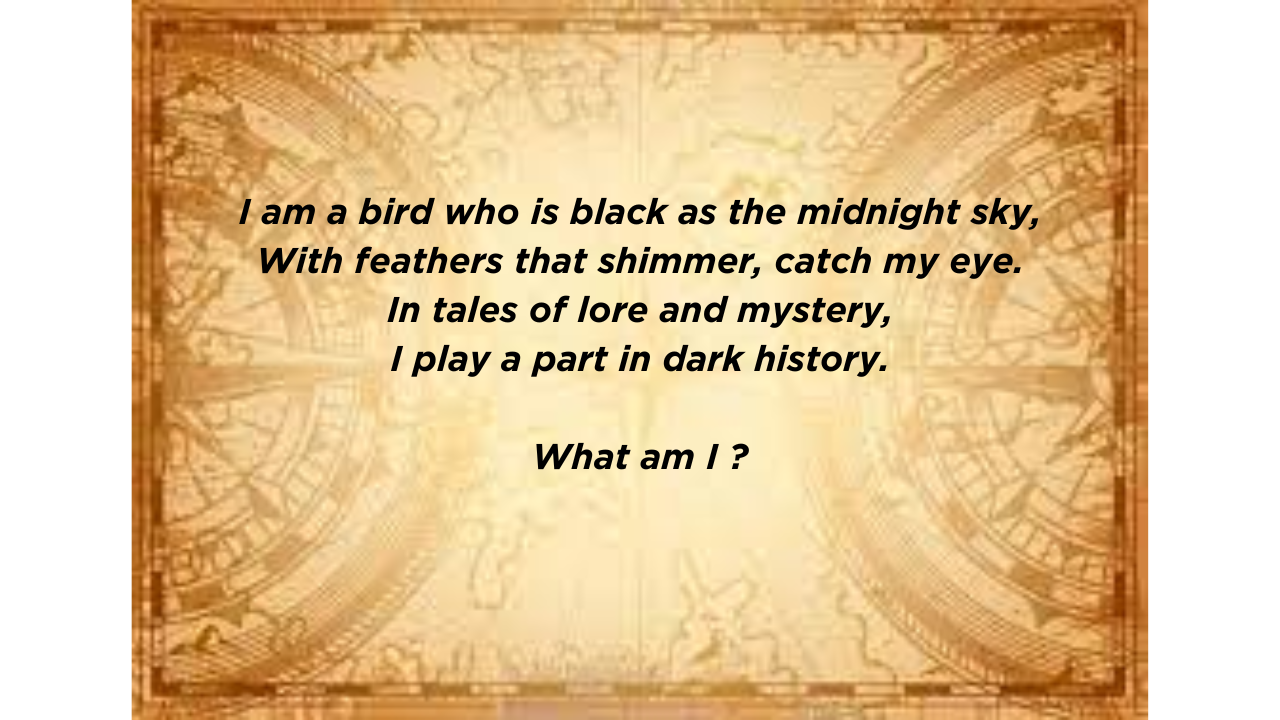 I am a bird who is black as the midnight sky,
With feathers that shimmer, catch my eye.
In tales of lore and mystery,
I play a part in dark history.
What am I ?